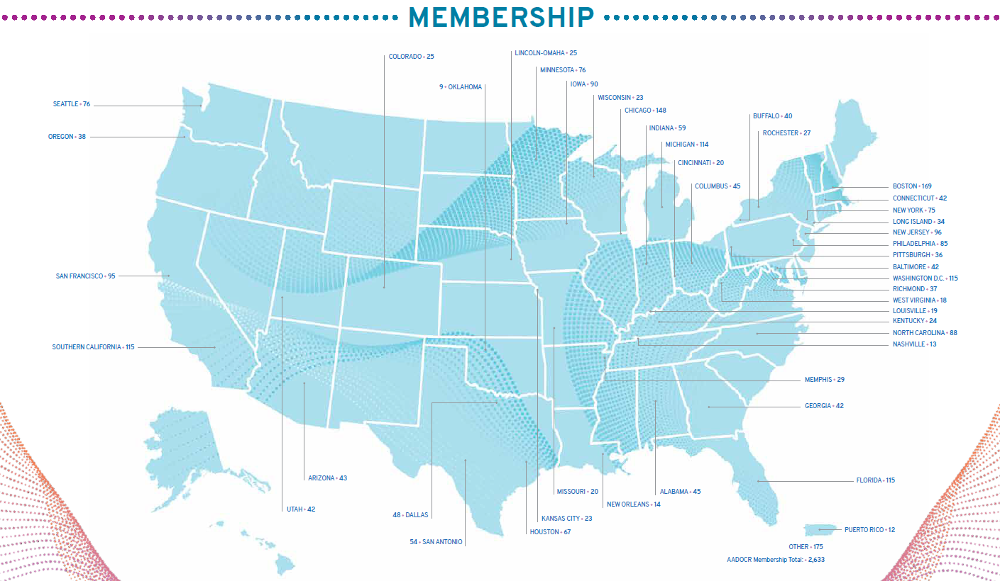 MEMBERSHIP
COLORADO • 25
LINCOLN-OMAHA • 25
MINNESOTA • 76
9 • OKLAHOMA
IOWA • 90
WISCONSIN • 23
CHICAGO • 148
SEATTLE • 76
BUFFALO • 40
INDIANA • 59
ROCHESTER • 27
OREGON • 38
MICHIGAN • 114
CINCINNATI • 20
COLUMBUS • 45
BOSTON • 169
CONNECTICUT • 42
NEW YORK • 75
LONG ISLAND • 34
NEW JERSEY • 96
PHILADELPHIA • 85
PITTSBURGH • 36
BALTIMORE • 42
SAN FRANCISCO • 95
WASHINGTON D.C. • 115
RICHMOND • 37
WEST VIRGINIA • 18
LOUISVILLE • 19
KENTUCKY • 24
NORTH CAROLINA • 88
NASHVILLE • 13
SOUTHERN CALIFORNIA • 115
MEMPHIS • 29
GEORGIA • 42
ARIZONA • 43
FLORIDA • 115
MISSOURI • 20
ALABAMA • 45
NEW ORLEANS • 14
UTAH • 42
48 • DALLAS
KANSAS CITY • 23
HOUSTON • 67
PUERTO RICO • 12
54 • SAN ANTONIO
OTHER • 175
AADOCR Membership Total: • 2,633